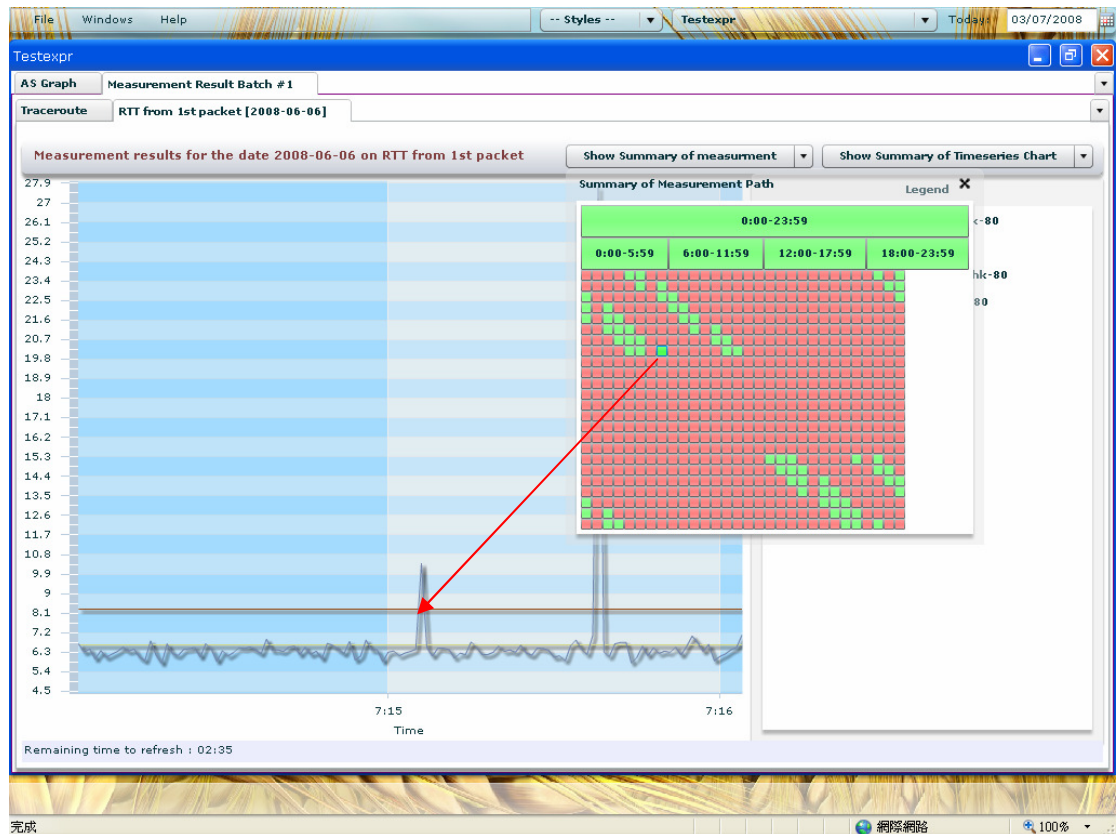 File Windows Help -- Styles -- Testexpr Today: 03/07/2008
Testexpr
AS Graph Measurement Result Batch #1
Traceroute RTT from 1st packet [2008-06-06]
Measurement results for the date 2008-06-06 on RTT from 1st packet Show Summary of measurment Show Summary of Timeseries Chart
Summary of Measurement Path Legend
0:00-23:59
0:00-5:59 6:00-11:59 12:00-17:59 18:00-23:59
-80
hk-80
80
27.9
27
26.1
25.2
24.3
23.4
22.5
21.6
20.7
19.8
18.9
18
17.1
16.2
15.3
14.4
13.5
12.6
11.7
10.8
9.9
9
8.1
7.2
6.3
5.4
4.5
7:15 7:16
Time
Remaining time to refresh : 02:35
完成 網際網路 100%